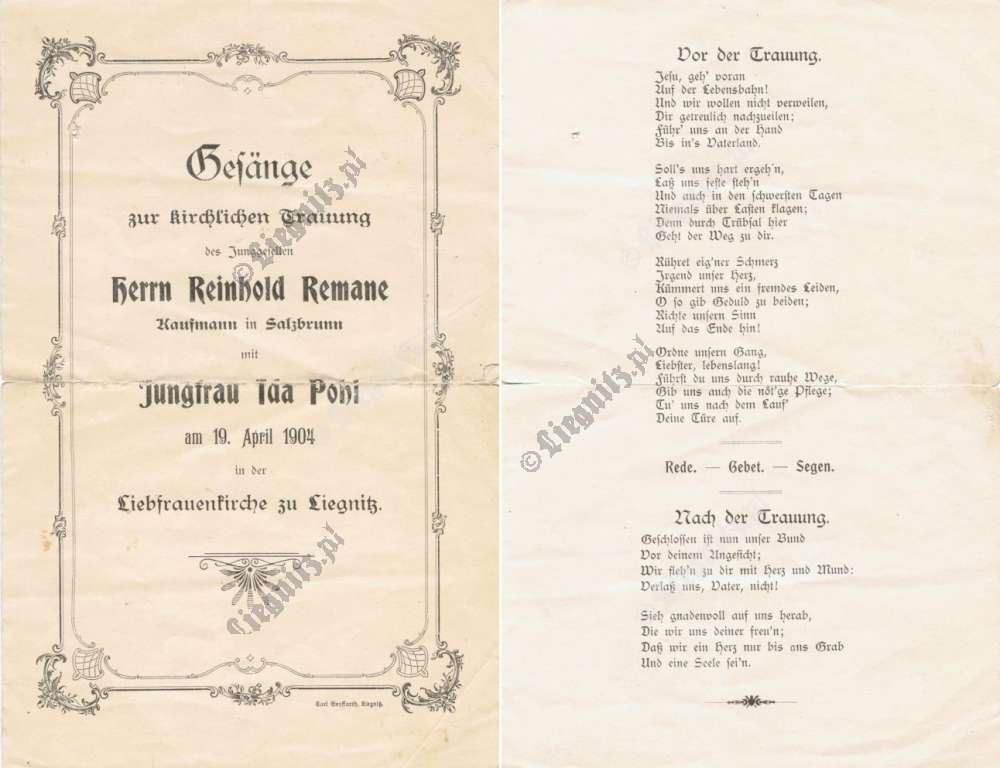 Gesänge
zur kirchlichen Trauung
des Junggesellen
Herrn Reinhold Remane
Kaufmann in Salzbrunn
mit
Jungfrau Ida Pohl
am 19. April 1904
in der
Liebfrauenkirche zu Liegnitz.
Carl Seyffarth, Liegnitz.
© Liegnitz.pl
Liegnitz.pl
Vor der Trauung.
Jesu, geh' voran
Auf der Lebensbahn!
Und wir wollen nicht verweilen,
Dir getreulich nachzueilen;
Führ' uns an der Hand
Bis in's Vaterland.
Soll's uns hart ergeh'n,
Laß uns feste steh'n
Und auch in den schwersten Tagen
Niemals über Lasten klagen;
Denn durch Trübsal hier
Geht der Weg zu dir.
Rühret eig'ner Schmerz
Irgend unser Herz,
Kümmert uns ein fremdes Leiden,
O so gib Geduld zu beiden;
Richte unsern Sinn
Auf das Ende hin!
Ordne unsern Gang,
Liebster, lebenslang!
Führst du uns durch rauhe Wege,
Gib uns auch die nöt'ge Pflege;
Tu' uns nach dem Lauf'
Deine Türe auf.
Rede. — Gebet. — Segen.
Nach der Trauung.
Geschlossen ist nun unser Bund
Vor deinem Angesicht;
Wir fleh'n zu dir mit Herz und Mund:
Verlaß uns, Vater, nicht!
Sieh gnadenvoll auf uns herab,
Die wir uns deiner freu'n;
Daß wir ein Herz nur bis ans Grab
Und eine Seele sei'n.
© Liegnitz.pl